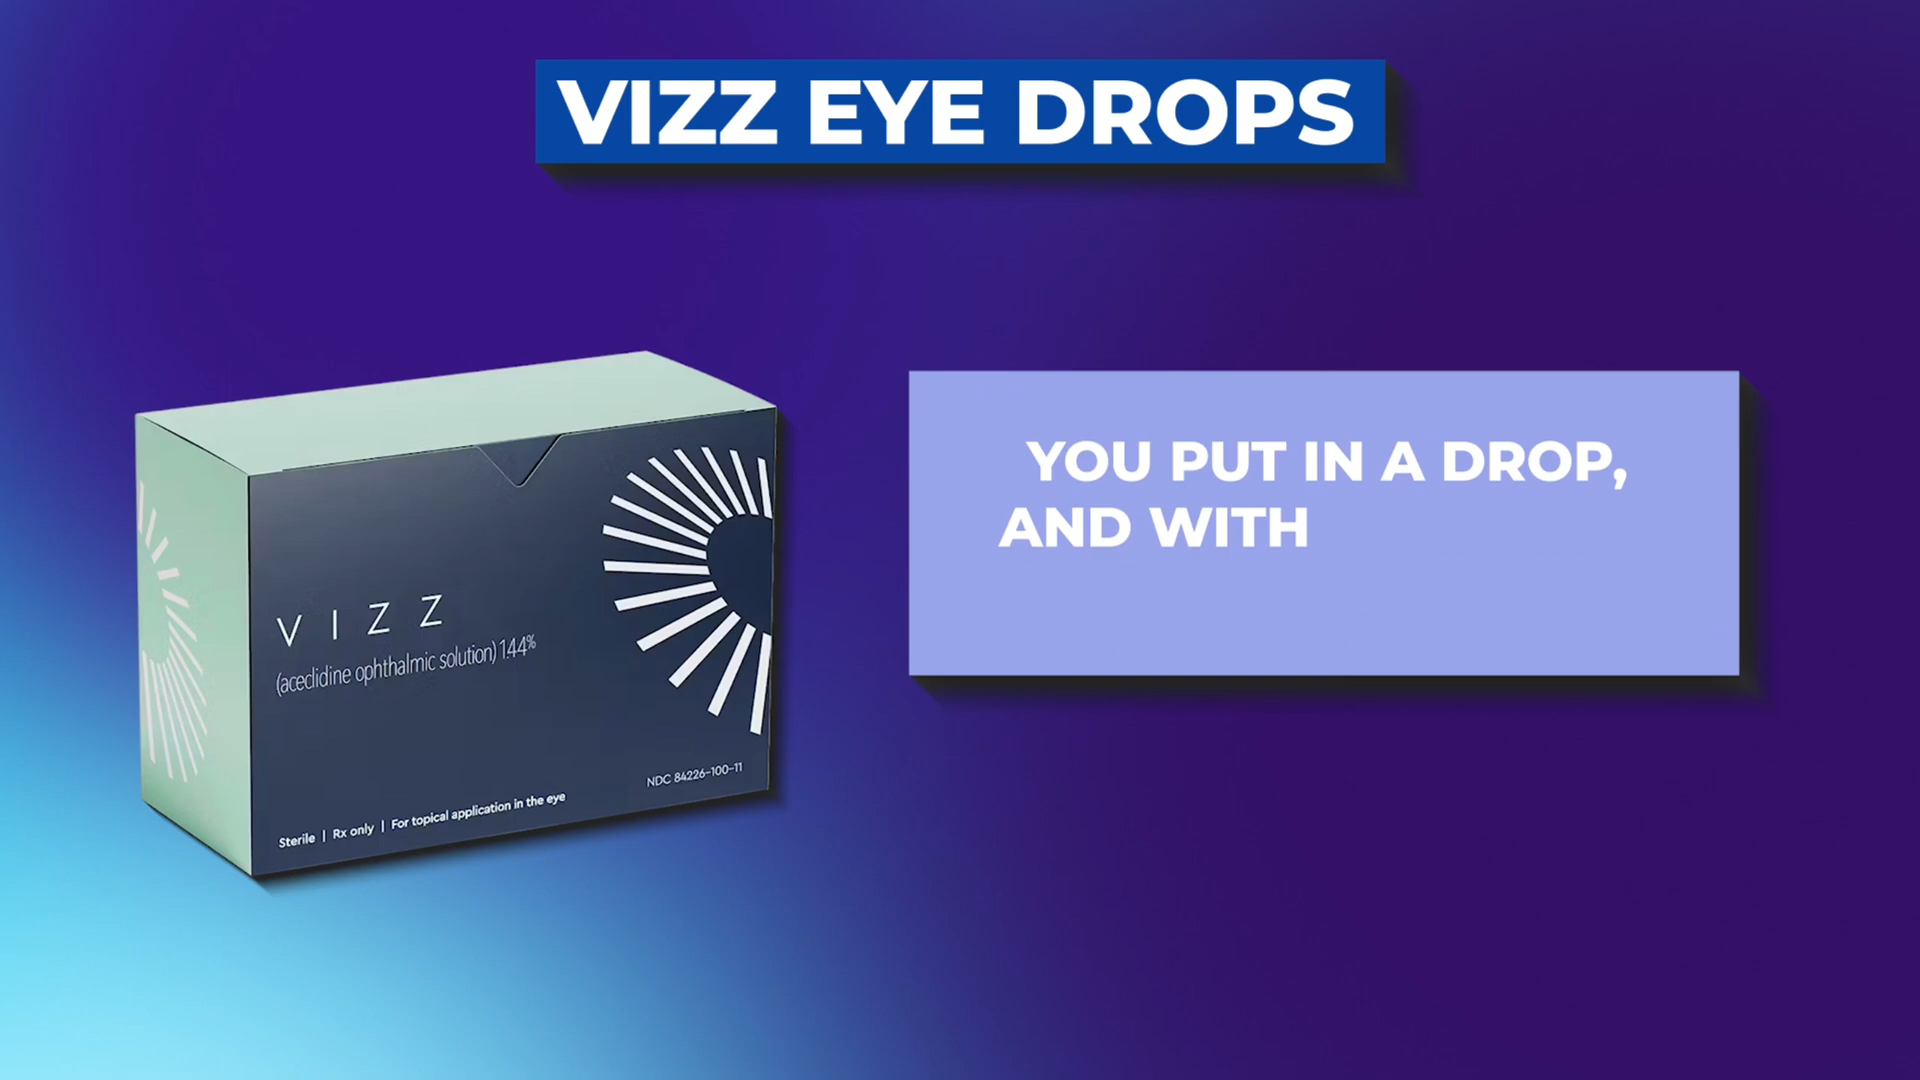 VIZZ EYE DROPS
YOU PUT IN A DROP,
AND WITH
VIZZ
(aceclidine ophthalmic solution) 1.44%
NDC 84226-100-11
Sterile | Rx only | For topical application in the eye